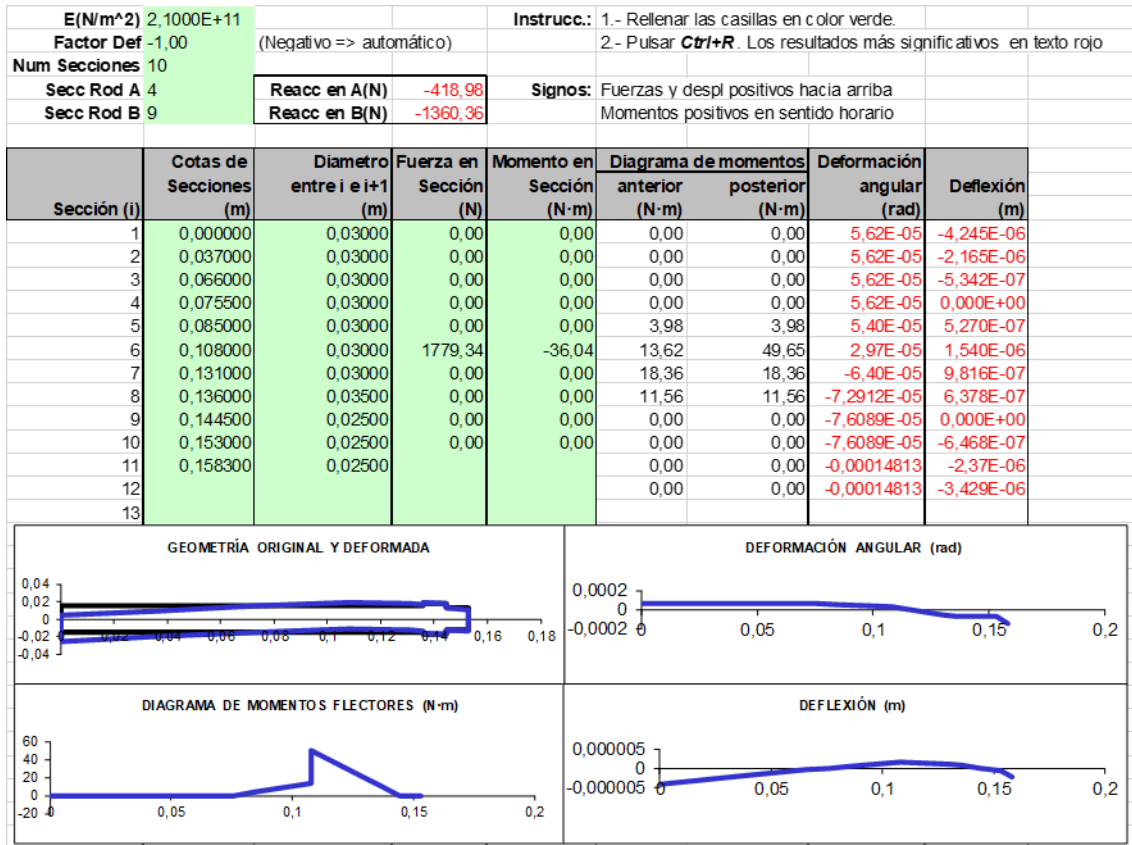 E(N/m^2) 2,1000E+11 Instrucc.: 1.- Rellenar las casillas en color verde.
Factor Def -1,00 (Negativo => automático) 2.- Pulsar Ctrl+R. Los resultados más significativos en texto rojo
Num Secciones 10
Secc Rod A 4 Reacc en A(N) -418,98 Signos: Fuerzas y despl positivos hacia arriba
Secc Rod B 9 Reacc en B(N) -1360,36 Momentos positivos en sentido horario
Cotas de Diametro Fuerza en Momento en Diagrama de momentos Deformación
Secciones entre i e i+1 Sección Sección anterior posterior angular Deflexión
Sección (i) (m) (m) (N) (N·m) (N·m) (N·m) (rad) (m)
1 0,000000 0,03000 0,00 0,00 0,00 0,00 5,62E-05 -4,245E-06
2 0,037000 0,03000 0,00 0,00 0,00 0,00 5,62E-05 -2,165E-06
3 0,066000 0,03000 0,00 0,00 0,00 0,00 5,62E-05 -5,342E-07
4 0,075500 0,03000 0,00 0,00 0,00 0,00 5,62E-05 0,000E+00
5 0,085000 0,03000 0,00 0,00 3,98 3,98 5,40E-05 5,270E-07
6 0,108000 0,03000 1779,34 -36,04 13,62 49,65 2,97E-05 1,540E-06
7 0,131000 0,03000 0,00 0,00 18,36 18,36 -6,40E-05 9,816E-07
8 0,136000 0,03500 0,00 0,00 11,56 11,56 -7,2912E-05 6,378E-07
9 0,144500 0,02500 0,00 0,00 0,00 0,00 -7,6089E-05 0,000E+00
10 0,153000 0,02500 0,00 0,00 0,00 0,00 -7,6089E-05 -6,468E-07
11 0,158300 0,02500 0,00 0,00 -0,00014813 -2,37E-06
12 0,00 0,00 -0,00014813 -3,429E-06
13
GEOMETRÍA ORIGINAL Y DEFORMADA
0,04
0,02
0
-0,02
-0,04
0 0,02 0,04 0,06 0,08 0,1 0,12 0,14 0,16 0,18
DEFORMACIÓN ANGULAR (rad)
0,0002
0
-0,0002
0 0,05 0,1 0,15 0,2
DIAGRAMA DE MOMENTOS FLECTORES (N·m)
60
40
20
0
-20
0 0,05 0,1 0,15 0,2
DEFLEXIÓN (m)
0,000005
0
-0,000005
0 0,05 0,1 0,15 0,2